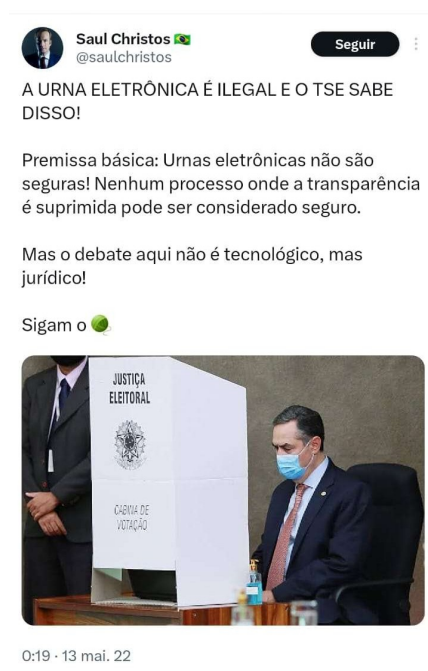 Saul Christos 🇧🇷
@saulchristos
Seguir
A URNA ELETRÔNICA É ILEGAL E O TSE SABE
DISSO!
Premissa básica: Urnas eletrônicas não são
seguras! Nenhum processo onde a transparência
é suprimida pode ser considerado seguro.
Mas o debate aqui não é tecnológico, mas
jurídico!
Sigam o 🧶
JUSTIÇA
ELEITORAL
CABINA DE
VOTAÇÃO
0:19 · 13 mai. 22